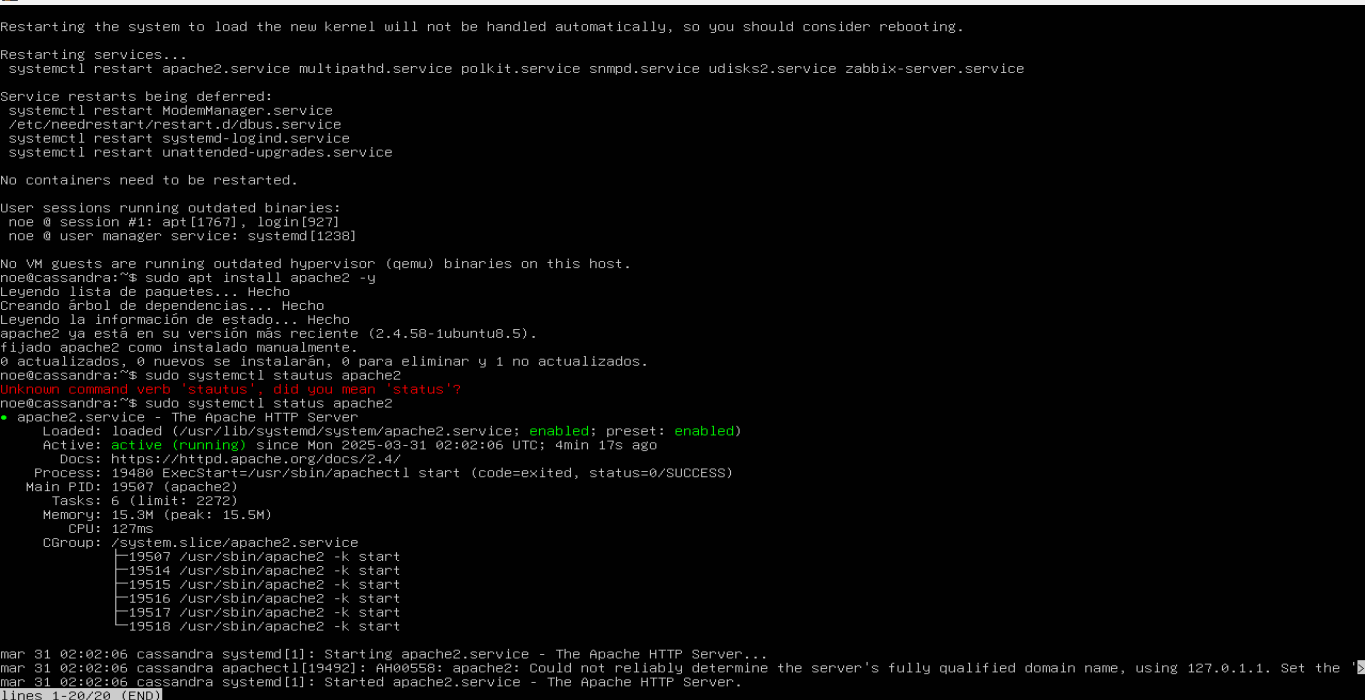 Restarting the system to load the new kernel will not be handled automatically, so you should consider rebooting.
Restarting services...
systemctl restart apache2.service multipathd.service polkit.service snmpd.service udisks2.service zabbix-server.service
Service restarts being deferred:
systemctl restart ModemManager.service
/etc/needrestart/restart.d/dbus.service
systemctl restart systemd-logind.service
systemctl restart unattended-upgrades.service
No containers need to be restarted.
User sessions running outdated binaries:
noe @ session #1: apt[1767], login[927]
noe @ user manager service: systemd[1238]
No VM guests are running outdated hypervisor (qemu) binaries on this host.
noe@cassandra:~$ sudo apt install apache2 -y
Leyendo lista de paquetes... Hecho
Creando árbol de dependencias... Hecho
Leyendo la información de estado... Hecho
apache2 ya está en su versión más reciente (2.4.58-1ubuntu8.5).
fijado apache2 como instalado manualmente.
0 actualizados, 0 nuevos se instalarán, 0 para eliminar y 1 no actualizados.
noe@cassandra:~$ sudo systemctl stautus apache2
Unknown command verb 'stautus', did you mean 'status'?
noe@cassandra:~$ sudo systemctl status apache2
● apache2.service - The Apache HTTP Server
Loaded: loaded (/usr/lib/systemd/system/apache2.service; enabled; preset: enabled)
Active: active (running) since Mon 2025-03-31 02:02:06 UTC; 4min 17s ago
Docs: https://httpd.apache.org/docs/2.4/
Process: 19480 ExecStart=/usr/sbin/apachectl start (code=exited, status=0/SUCCESS)
Main PID: 19507 (apache2)
Tasks: 6 (limit: 2272)
Memory: 15.3M (peak: 15.5M)
CPU: 127ms
CGroup: /system.slice/apache2.service
├─19507 /usr/sbin/apache2 -k start
├─19514 /usr/sbin/apache2 -k start
├─19515 /usr/sbin/apache2 -k start
├─19516 /usr/sbin/apache2 -k start
├─19517 /usr/sbin/apache2 -k start
└─19518 /usr/sbin/apache2 -k start
mar 31 02:02:06 cassandra systemd[1]: Starting apache2.service - The Apache HTTP Server...
mar 31 02:02:06 cassandra apachectl[19492]: AH00558: apache2: Could not reliably determine the server's fully qualified domain name, using 127.0.1.1. Set the '>
mar 31 02:02:06 cassandra systemd[1]: Started apache2.service - The Apache HTTP Server.
lines 1-20/20 (END)